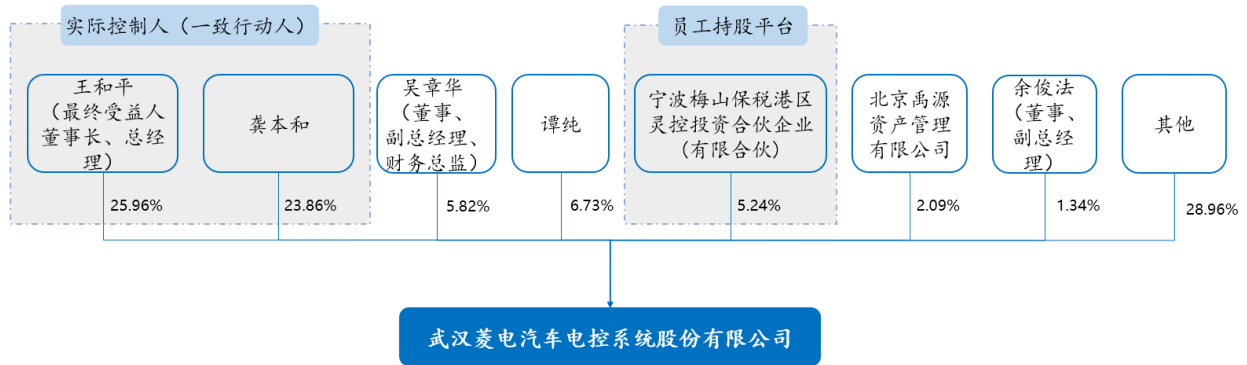 实际控制人（一致行动人）
员工持股平台
王和平
（最终受益人
董事长、总经
理）
龚本和
吴章华
（董事、
副总经理、
财务总监）
谭纯
宁波梅山保税港区
灵控投资合伙企业
（有限合伙）
北京禹源
资产管理
有限公司
余俊法
（董事、
副总经
理）
其他
25.96%
23.86%
5.82%
6.73%
5.24%
2.09%
1.34%
28.96%
武汉菱电汽车电控系统股份有限公司